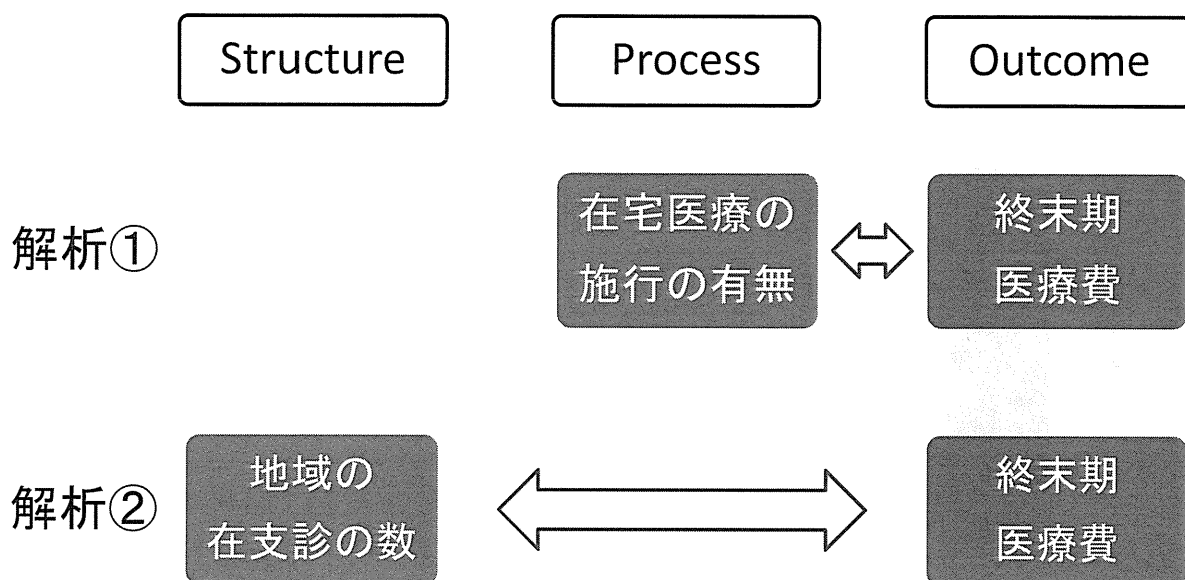 Structure
Process
Outcome
解析①
在宅医療の
施行の有無
終末期
医療費
解析②
地域の
在支診の数
終末期
医療費